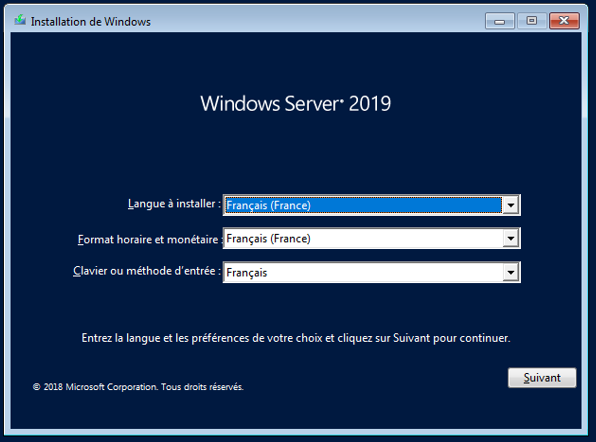 Installation de Windows
Windows Server® 2019
Langue à installer : Français (France)
Format horaire et monétaire : Français (France)
Clavier ou méthode d'entrée : Français
Entrez la langue et les préférences de votre choix et cliquez sur Suivant pour continuer.
Suivant
© 2018 Microsoft Corporation. Tous droits réservés.